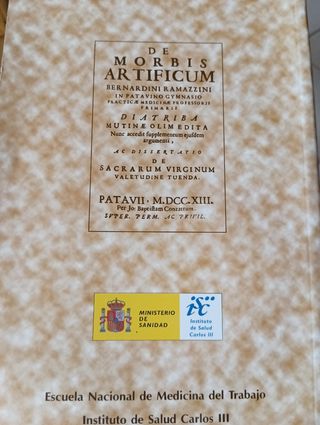 DE
MORBIS
ARTIFICUM
BERNARDINI RAMAZZINI
IN PATAVINO GYMNASIO
PRACTICÆ MEDICINÆ PROFESSORIS
PRIMARII
DIATRIBA
MUTINÆ OLIM EDITA
Nunc accedit supplementum ejusdem
argumenti,
AC DISSERTATIO
DE
SACRARUM VIRGINUM
VALETUDINE TUENDA.
PATAVII. M.DCC.XIII.
Per Jo: Baptistam Conzattum.
SUPER. PERM. AC PRIVIL.
MINISTERIO
DE
SANIDAD
isc
Instituto
de Salud
Carlos III
Escuela Nacional de Medicina del Trabajo
Instituto de Salud Carlos III